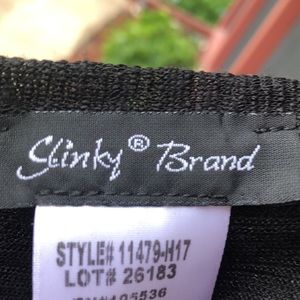 Slinky® Brand
STYLE# 11479-H17
LOT# 26183